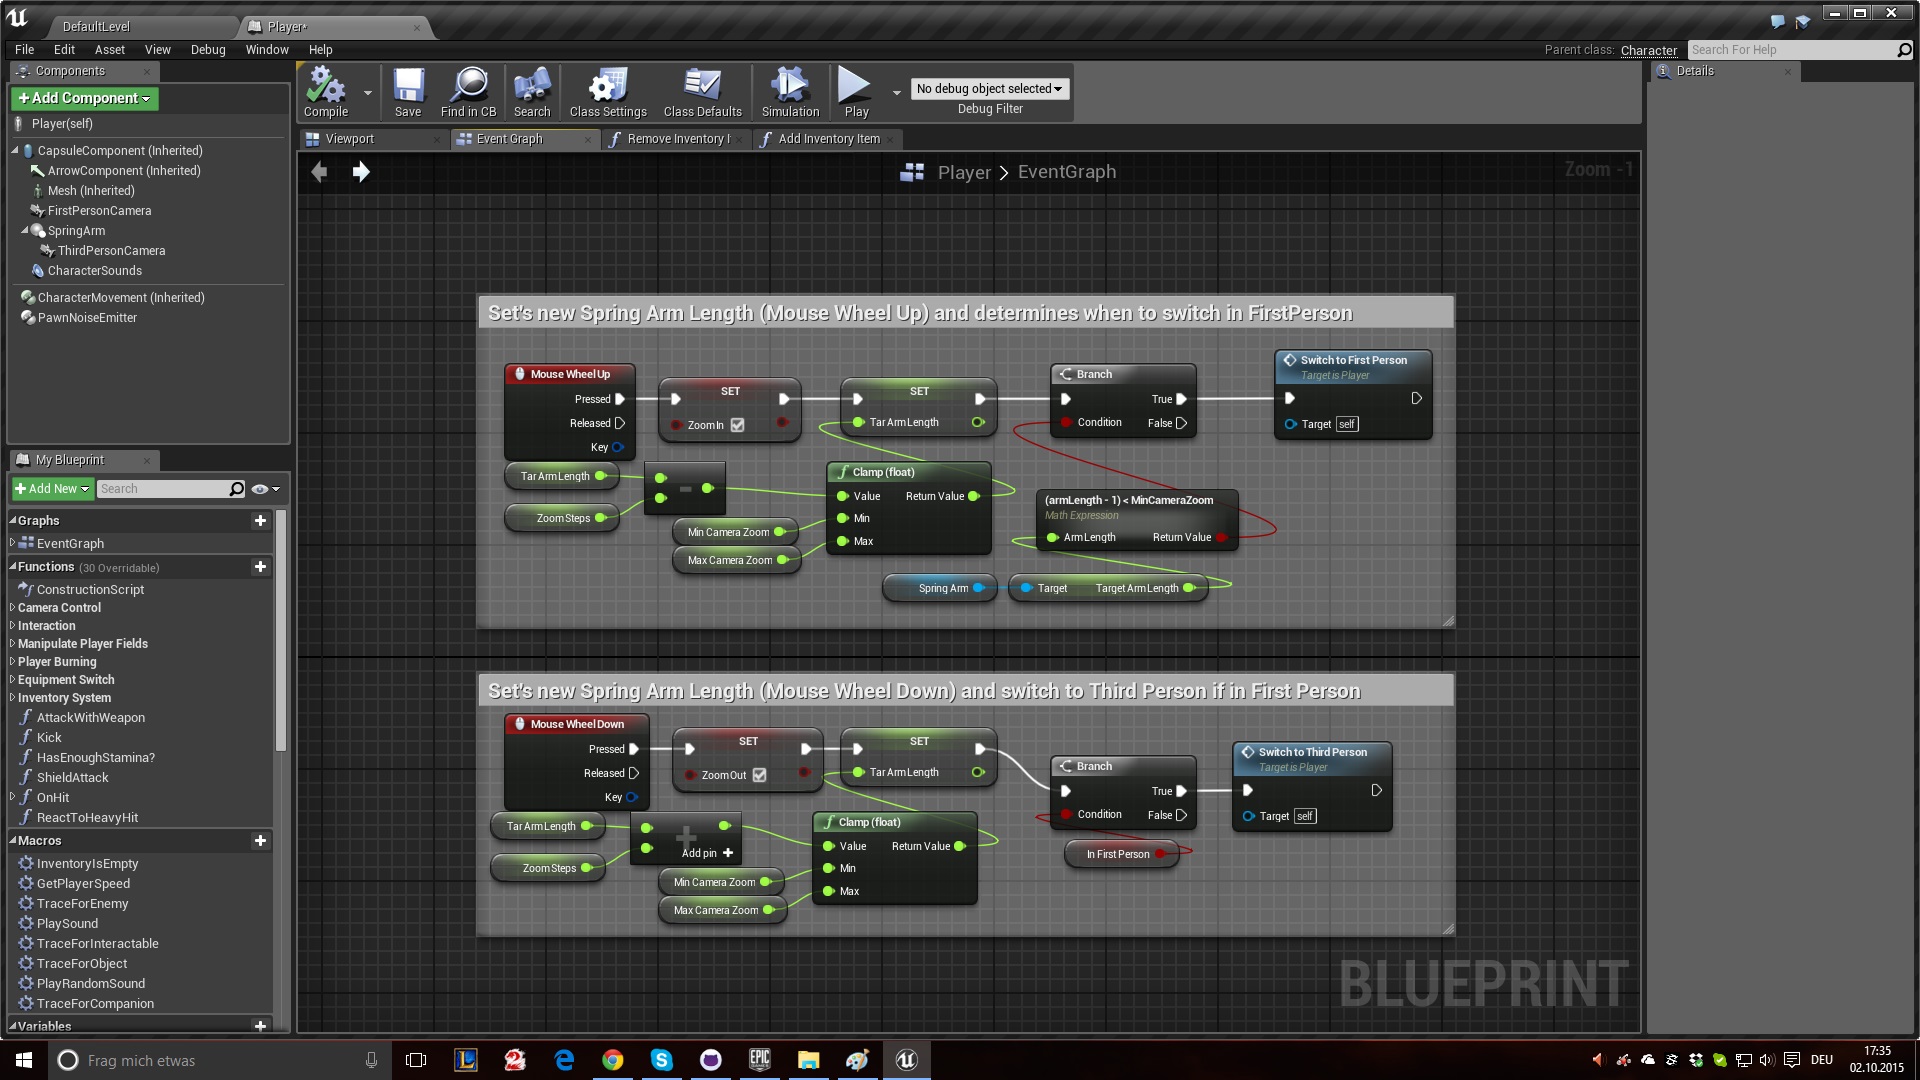 DefaultLevel
Player*
File Edit Asset View Debug Window Help
Parent class: Character
Search For Help
Components
Details
+ Add Component
Compile
Save
Find in CB
Search
Class Settings
Class Defaults
Simulation
Play
No debug object selected
Debug Filter
Player(self)
CapsuleComponent (Inherited)
ArrowComponent (Inherited)
Mesh (Inherited)
FirstPersonCamera
SpringArm
ThirdPersonCamera
CharacterSounds
CharacterMovement (Inherited)
PawnNoiseEmitter
Viewport
Event Graph
Remove Inventory I
Add Inventory Item
Player > EventGraph
Zoom -1
Set's new Spring Arm Length (Mouse Wheel Up) and determines when to switch in FirstPerson
Mouse Wheel Up
Pressed
Released
Key
SET
Zoom In
SET
Tar Arm Length
Branch
Condition
True
False
Switch to First Person
Target is Player
Target self
Tar Arm Length
Zoom Steps
-
Clamp (float)
Value
Return Value
Min
Max
Min Camera Zoom
Max Camera Zoom
(armLength - 1) < MinCameraZoom
Math Expression
ArmLength
Return Value
Spring Arm
Target
Target Arm Length
Set's new Spring Arm Length (Mouse Wheel Down) and switch to Third Person if in First Person
Mouse Wheel Down
Pressed
Released
Key
SET
Zoom Out
SET
Tar Arm Length
Branch
Condition
True
False
Switch to Third Person
Target is Player
Target self
Tar Arm Length
Zoom Steps
Add pin +
Clamp (float)
Value
Return Value
Min
Max
Min Camera Zoom
Max Camera Zoom
In First Person
BLUEPRINT
My Blueprint
+ Add New
Search
Graphs
EventGraph
Functions (30 Overridable)
ConstructionScript
Camera Control
Interaction
Manipulate Player Fields
Player Burning
Equipment Switch
Inventory System
AttackWithWeapon
Kick
HasEnoughStamina?
ShieldAttack
OnHit
ReactToHeavyHit
Macros
InventoryIsEmpty
GetPlayerSpeed
TraceForEnemy
PlaySound
TraceForInteractable
TraceForObject
PlayRandomSound
TraceForCompanion
Variables
Frag mich etwas
EPIC
DEU
17:35
02.10.2015